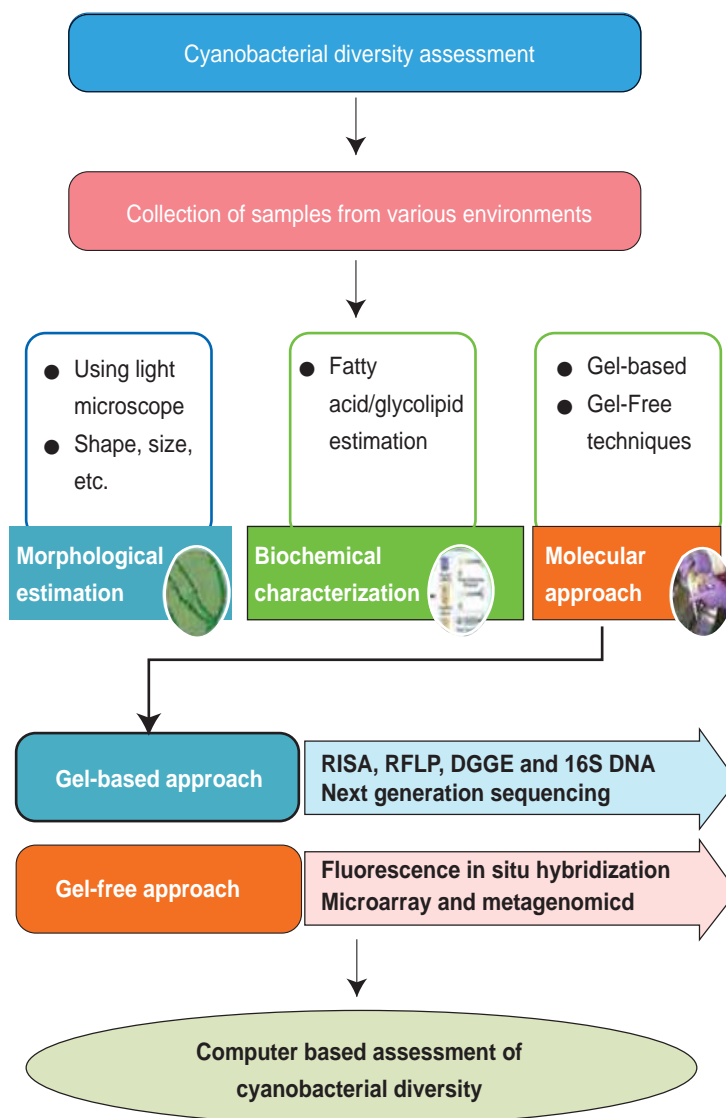 Cyanobacterial diversity assessment
Collection of samples from various environments
● Using light
microscope
● Shape, size,
etc.
Morphological
estimation
● Fatty
acid/glycolipid
estimation
Biochemical
characterization
● Gel-based
● Gel-Free
techniques
Molecular
approach
Gel-based approach
RISA, RFLP, DGGE and 16S DNA
Next generation sequencing
Gel-free approach
Fluorescence in situ hybridization
Microarray and metagenomicd
Computer based assessment of
cyanobacterial diversity